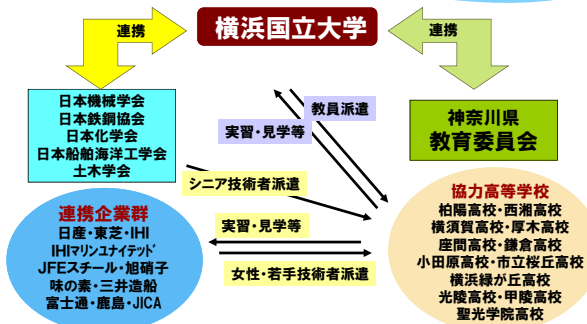 連携
横浜国立大学
連携
日本機械学会
日本鉄鋼協会
日本化学会
日本船舶海洋工学会
土木学会
教員派遣
実習・見学等
神奈川県
教育委員会
シニア技術者派遣
連携企業群
日産・東芝・IHI
IHIマリンユナイテッド
JFEスチール・旭硝子
味の素・三井造船
富士通・鹿島・JICA
実習・見学等
女性・若手技術者派遣
協力高等学校
柏陽高校・西湘高校
横須賀高校・厚木高校
座間高校・鎌倉高校
小田原高校・市立桜丘高校
横浜緑が丘高校
光陵高校・甲陵高校
聖光学院高校